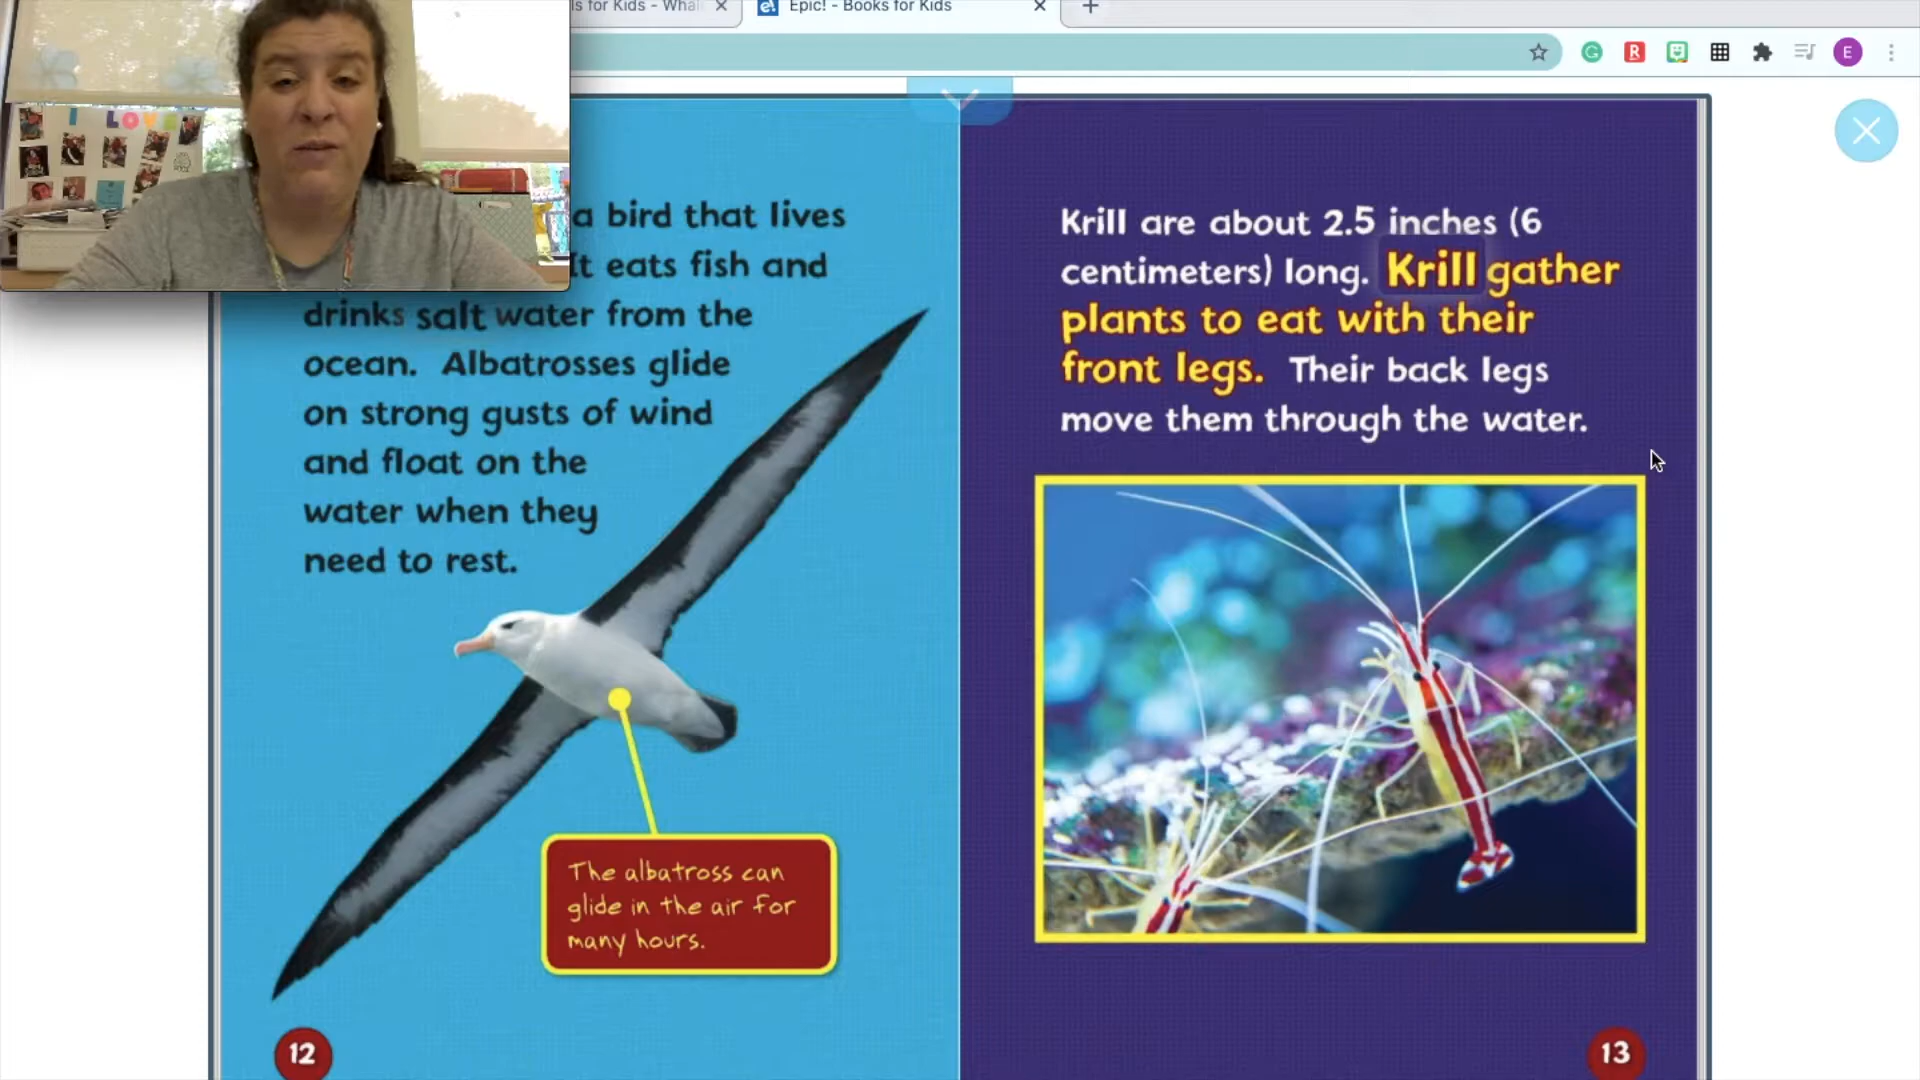 ls for Kids - Whal
Epic! - Books for Kids
E
LOVE
a bird that lives
It eats fish and
drinks salt water from the
ocean. Albatrosses glide
on strong gusts of wind
and float on the
water when they
need to rest.
The albatross can
glide in the air for
many hours.
12
Krill are about 2.5 inches (6
centimeters) long. Krill gather
plants to eat with their
front legs. Their back legs
move them through the water.
13